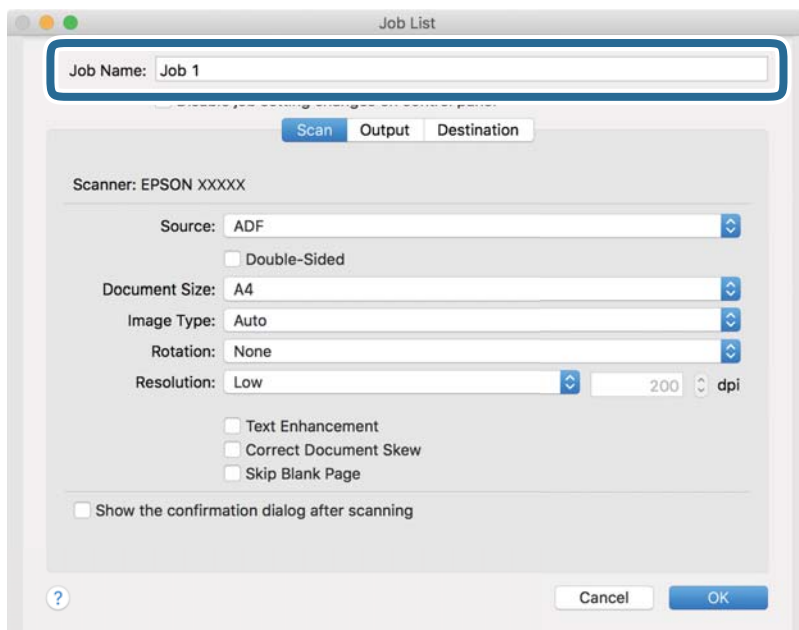 Job List
Job Name: Job 1
Scan Output Destination
Scanner: EPSON XXXXX
Source: ADF
Double-Sided
Document Size: A4
Image Type: Auto
Rotation: None
Resolution: Low 200 dpi
Text Enhancement
Correct Document Skew
Skip Blank Page
Show the confirmation dialog after scanning
? Cancel OK